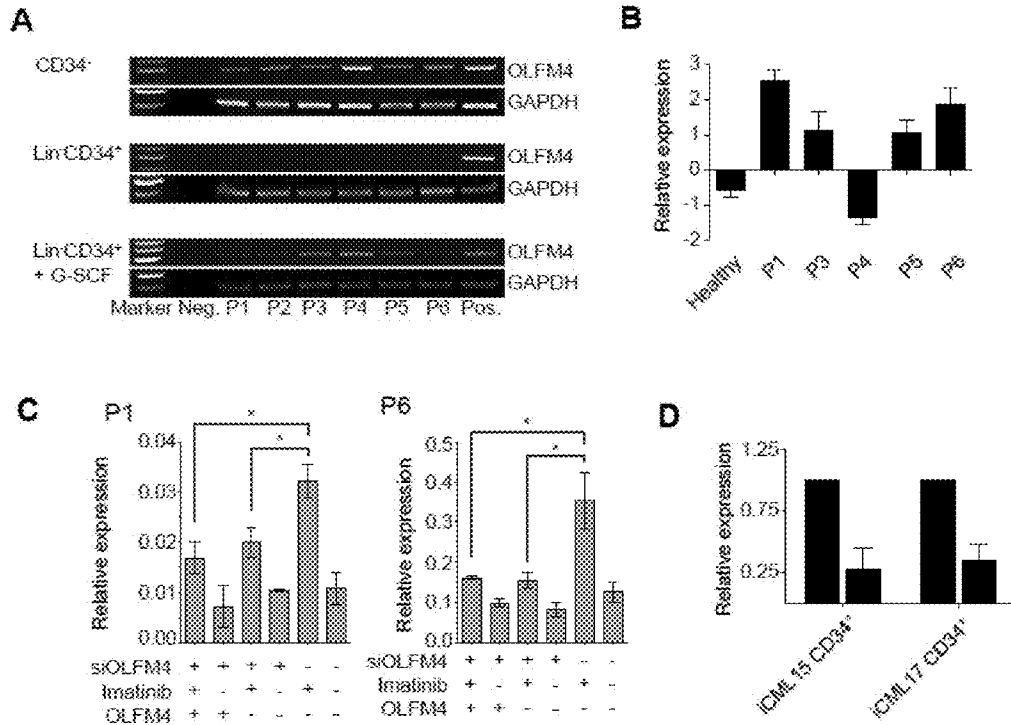 A
CD34-
OLFM4
GAPDH
Lin-CD34+
OLFM4
GAPDH
Lin-CD34+
+ G-SCF
OLFM4
GAPDH
Marker Neg. P1 P2 P3 P4 P5 P6 Pos.
B
Relative expression
3
2
1
0
-1
-2
Healthy P1 P3 P4 P5 P6
C
P1
Relative expression
0.04
0.03
0.02
0.01
0.00
* *
siOLFM4 + + + + - -
Imatinib + - + - + -
OLFM4 + + - - - -
P6
Relative expression
0.5
0.4
0.3
0.2
0.1
0.0
* *
siOLFM4 + + + + - -
Imatinib + - + - + -
OLFM4 + + - - - -
D
Relative expression
1.25
0.75
0.25
iCML15 CD34+
iCML17 CD34+